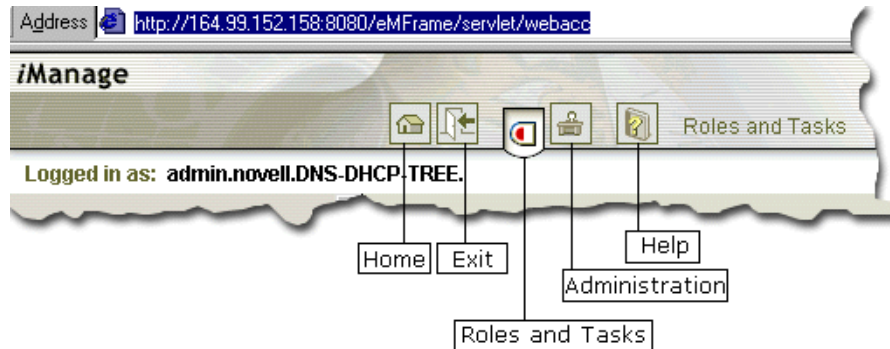 Address http://164.99.152.158:8080/eMFrame/servlet/webacc
iManage
Roles and Tasks
Logged in as: admin.novell.DNS-DHCP-TREE.
Home
Exit
Help
Administration
Roles and Tasks